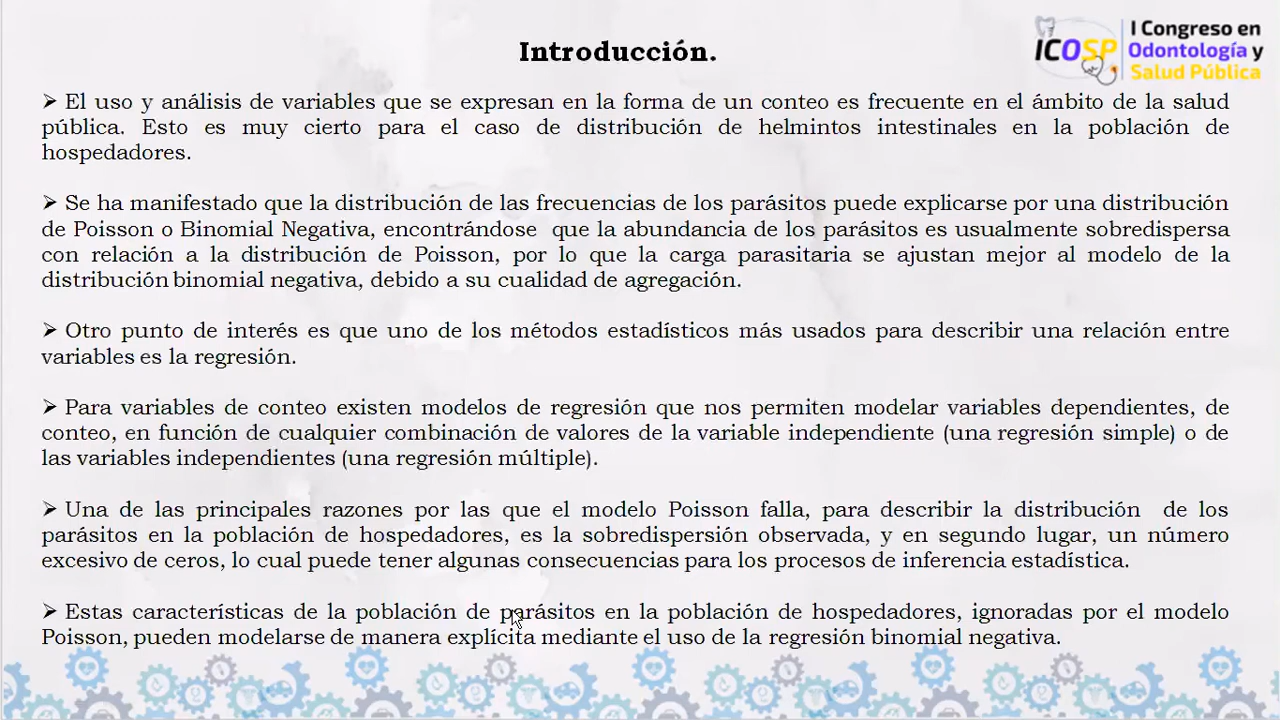 Introducción.
ICOSP
I Congreso en
Odontología y
Salud Pública
➢ El uso y análisis de variables que se expresan en la forma de un conteo es frecuente en el ámbito de la salud
pública. Esto es muy cierto para el caso de distribución de helmintos intestinales en la población de
hospedadores.
➢ Se ha manifestado que la distribución de las frecuencias de los parásitos puede explicarse por una distribución
de Poisson o Binomial Negativa, encontrándose que la abundancia de los parásitos es usualmente sobredispersa
con relación a la distribución de Poisson, por lo que la carga parasitaria se ajustan mejor al modelo de la
distribución binomial negativa, debido a su cualidad de agregación.
➢ Otro punto de interés es que uno de los métodos estadísticos más usados para describir una relación entre
variables es la regresión.
➢ Para variables de conteo existen modelos de regresión que nos permiten modelar variables dependientes, de
conteo, en función de cualquier combinación de valores de la variable independiente (una regresión simple) o de
las variables independientes (una regresión múltiple).
➢ Una de las principales razones por las que el modelo Poisson falla, para describir la distribución de los
parásitos en la población de hospedadores, es la sobredispersión observada, y en segundo lugar, un número
excesivo de ceros, lo cual puede tener algunas consecuencias para los procesos de inferencia estadística.
➢ Estas características de la población de parásitos en la población de hospedadores, ignoradas por el modelo
Poisson, pueden modelarse de manera explícita mediante el uso de la regresión binomial negativa.